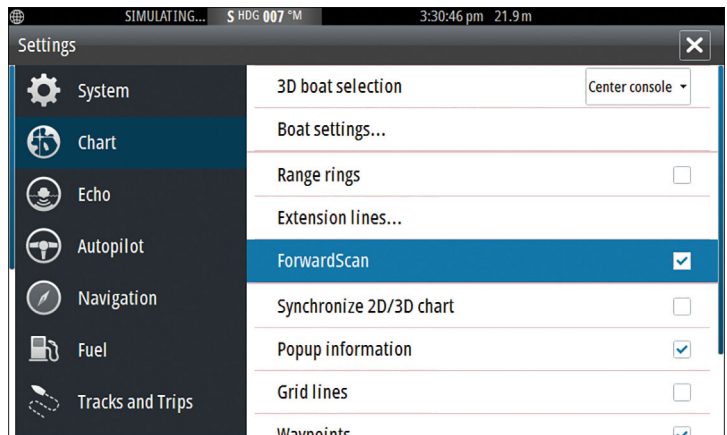 SIMULATING... S HDG 007 °M 3:30:46 pm 21.9 m
Settings
System
Chart
Echo
Autopilot
Navigation
Fuel
Tracks and Trips
3D boat selection Center console
Boat settings...
Range rings
Extension lines...
ForwardScan
Synchronize 2D/3D chart
Popup information
Grid lines
Waypoints